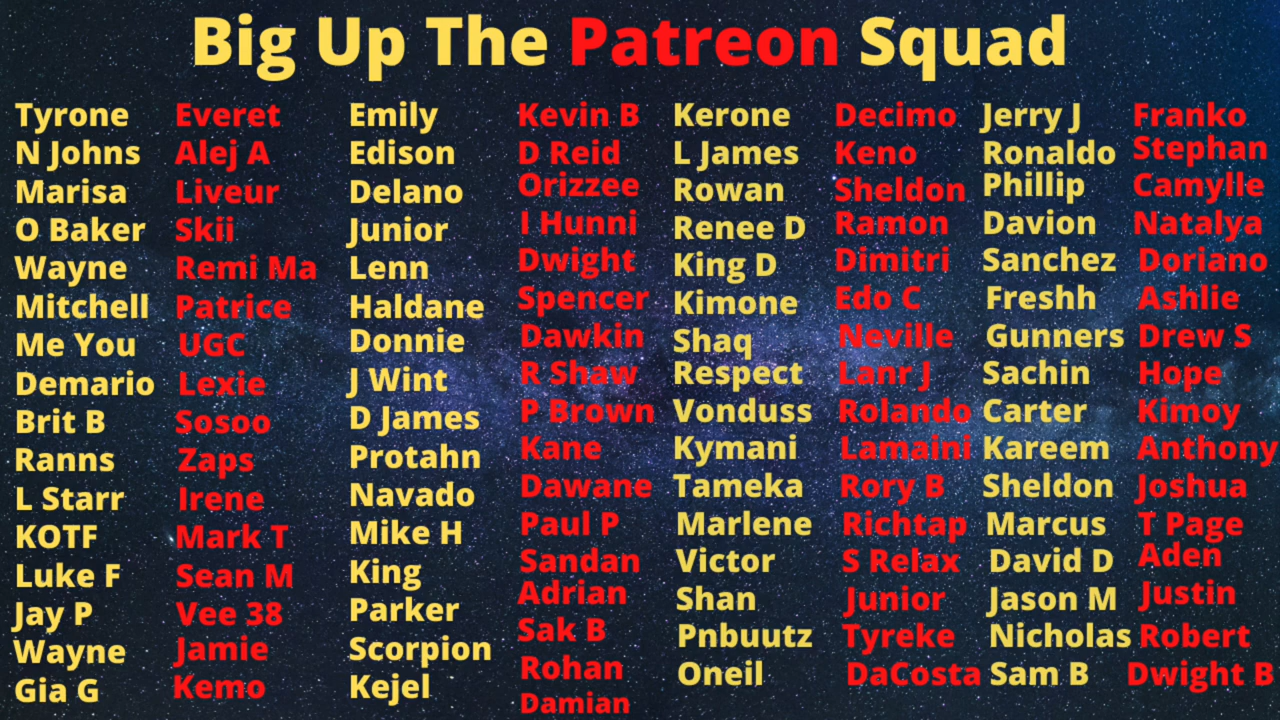 Big Up The Patreon Squad
Tyrone
N Johns
Marisa
O Baker
Wayne
Mitchell
Me You
Demario
Brit B
Ranns
L Starr
KOTF
Luke F
Jay P
Wayne
Gia G
Everet
Alej A
Liveur
Skii
Remi Ma
Patrice
UGC
Lexie
Sosoo
Zaps
Irene
Mark T
Sean M
Vee 38
Jamie
Kemo
Emily
Edison
Delano
Junior
Lenn
Haldane
Donnie
J Wint
D James
Protahn
Navado
Mike H
King
Parker
Scorpion
Kejel
Kevin B
D Reid
Orizzee
I Hunni
Dwight
Spencer
Dawkin
R Shaw
P Brown
Kane
Dawane
Paul P
Sandan
Adrian
Sak B
Rohan
Damian
Kerone
L James
Rowan
Renee D
King D
Kimone
Shaq
Respect
Vonduss
Kymani
Tameka
Marlene
Victor
Shan
Pnbuutz
Oneil
Decimo
Keno
Sheldon
Ramon
Dimitri
Edo C
Neville
Lanr J
Rolando
Lamaini
Rory B
Richtap
S Relax
Junior
Tyreke
DaCosta
Jerry J
Ronaldo
Phillip
Davion
Sanchez
Freshh
Gunners
Sachin
Carter
Kareem
Sheldon
Marcus
David D
Jason M
Nicholas
Sam B
Franko
Stephan
Camylle
Natalya
Doriano
Ashlie
Drew S
Hope
Kimoy
Anthony
Joshua
T Page
Aden
Justin
Robert
Dwight B